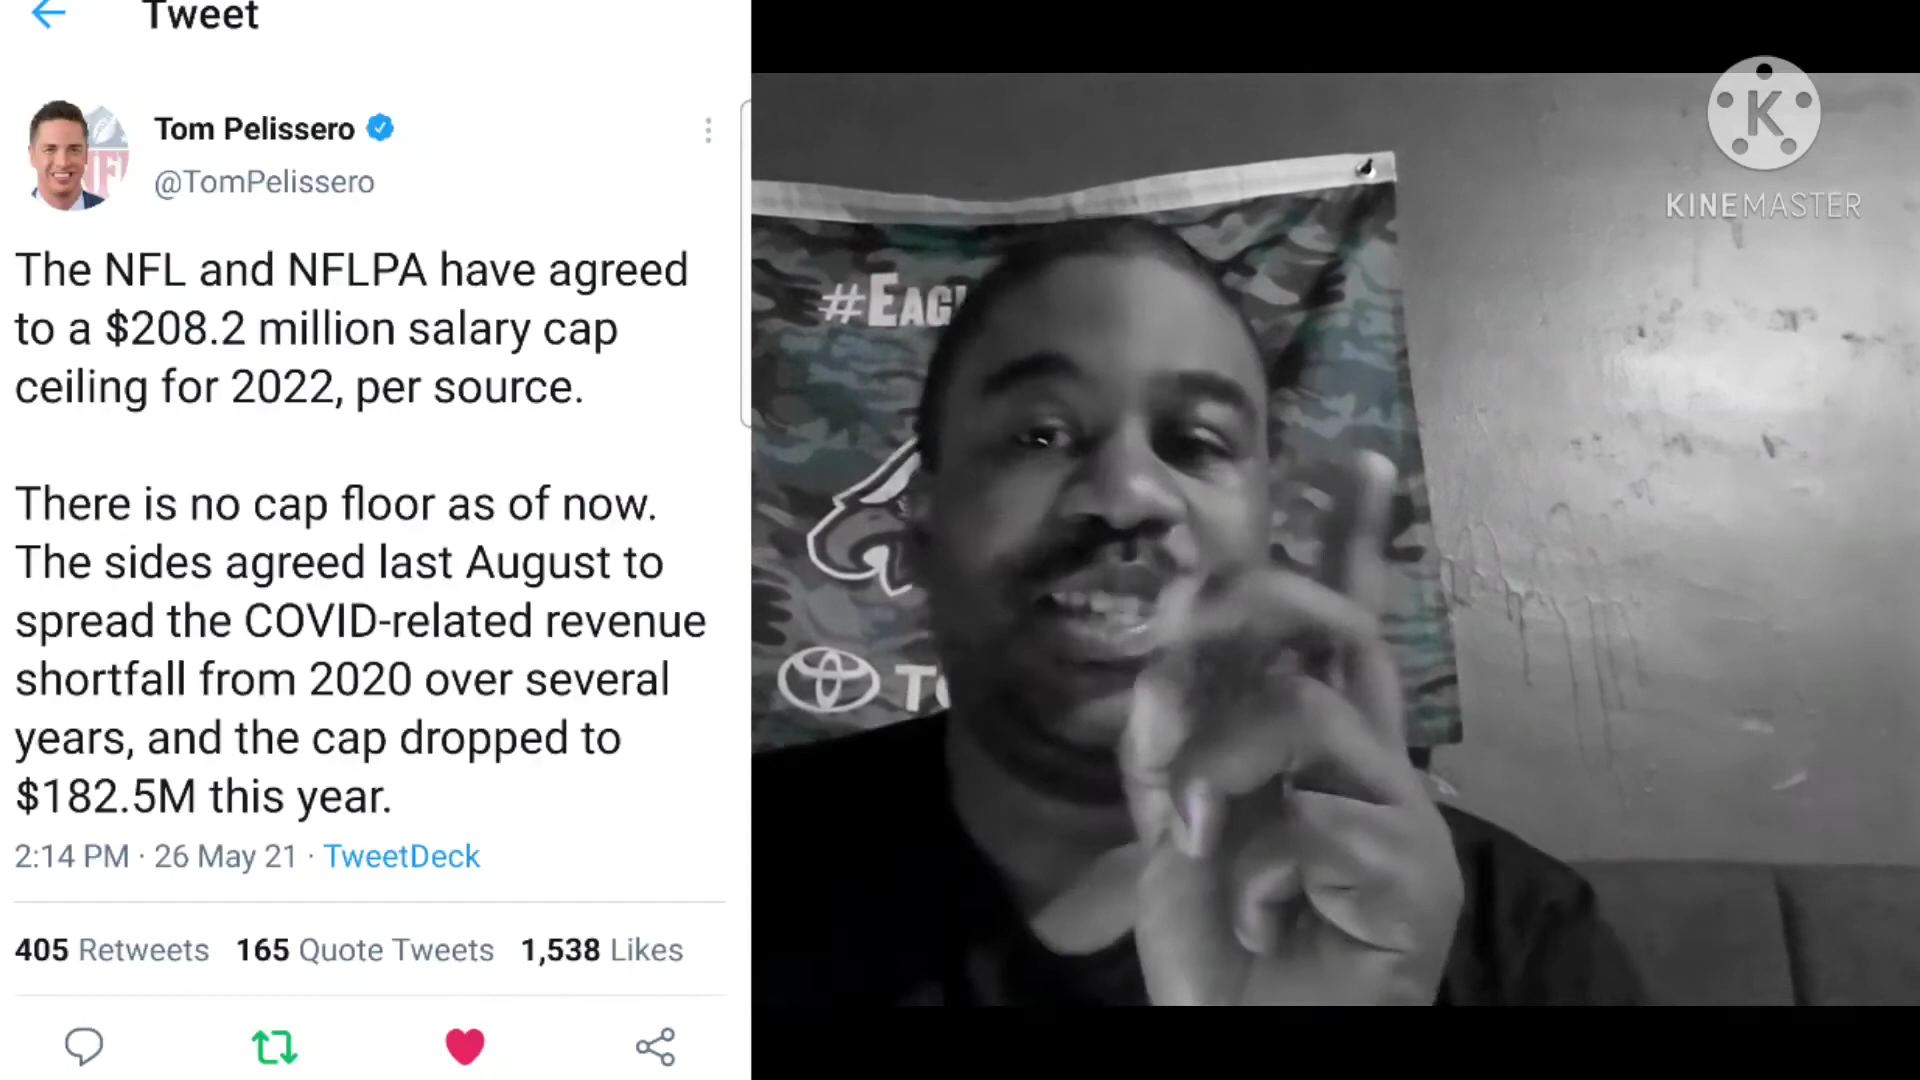 Tweet
Tom Pelissero
@TomPelissero
The NFL and NFLPA have agreed
to a $208.2 million salary cap
ceiling for 2022, per source.
There is no cap floor as of now.
The sides agreed last August to
spread the COVID-related revenue
shortfall from 2020 over several
years, and the cap dropped to
$182.5M this year.
2:14 PM · 26 May 21 · TweetDeck
405 Retweets 165 Quote Tweets 1,538 Likes
K
KINEMASTER